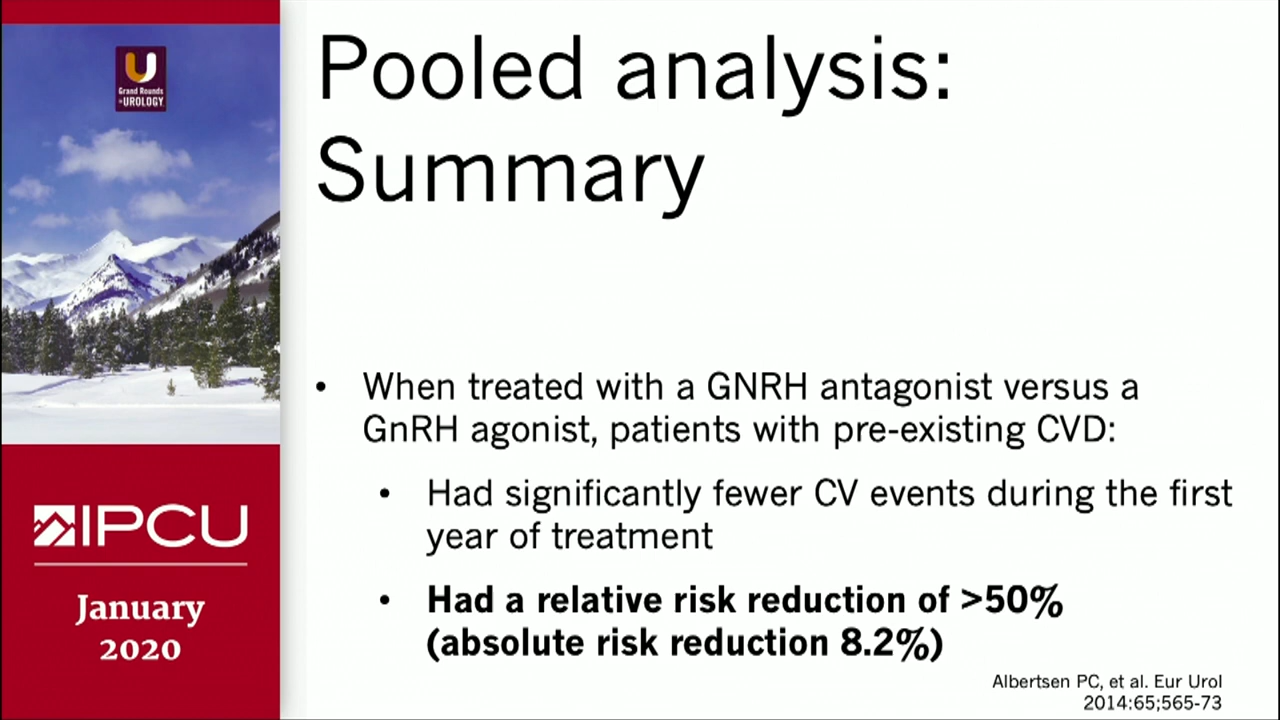 Grand Rounds
in UROLOGY
IPCU
January
2020
Pooled analysis:
Summary
• When treated with a GNRH antagonist versus a
GnRH agonist, patients with pre-existing CVD:
• Had significantly fewer CV events during the first
year of treatment
• Had a relative risk reduction of >50%
(absolute risk reduction 8.2%)
Albertsen PC, et al. Eur Urol
2014:65;565-73